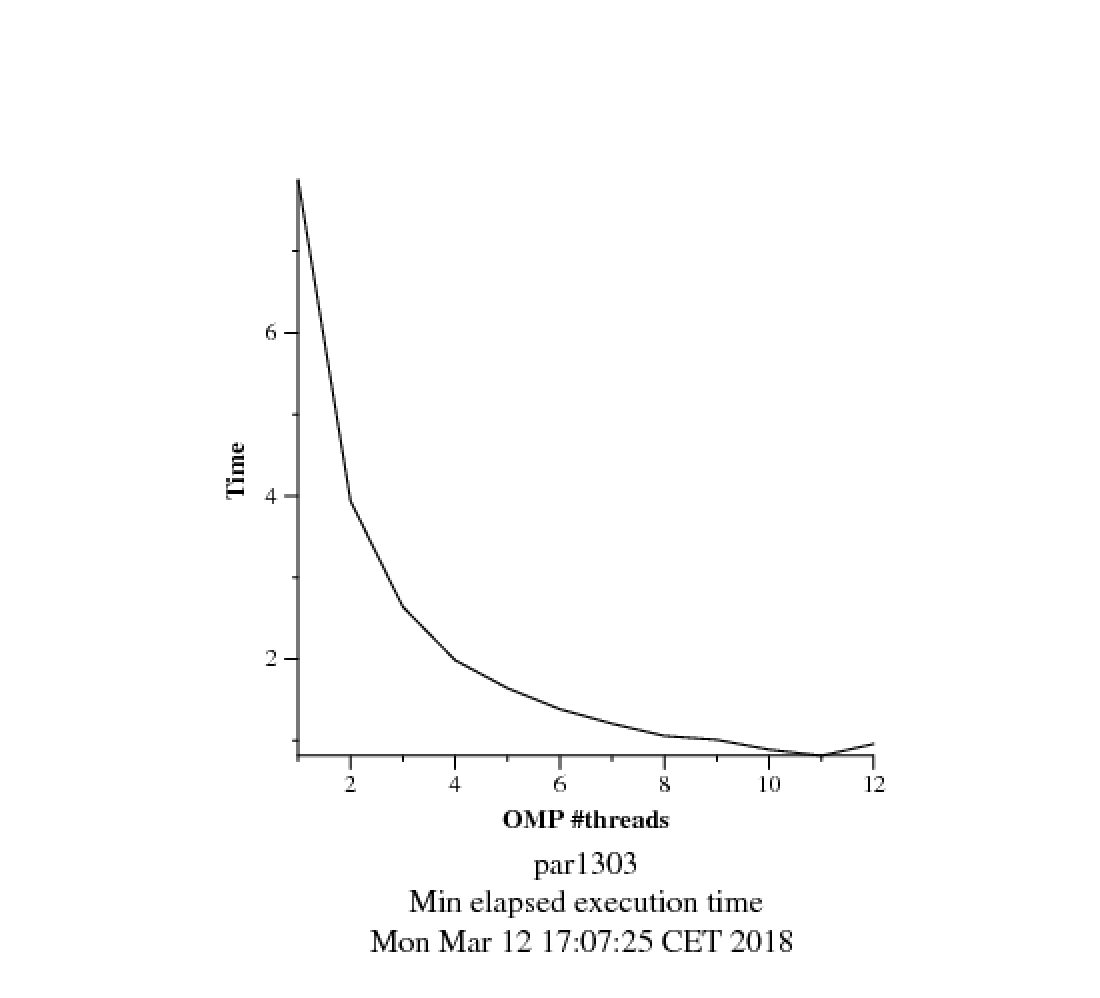 6
4
2
Time
2 4 6 8 10 12
OMP #threads
par1303
Min elapsed execution time
Mon Mar 12 17:07:25 CET 2018